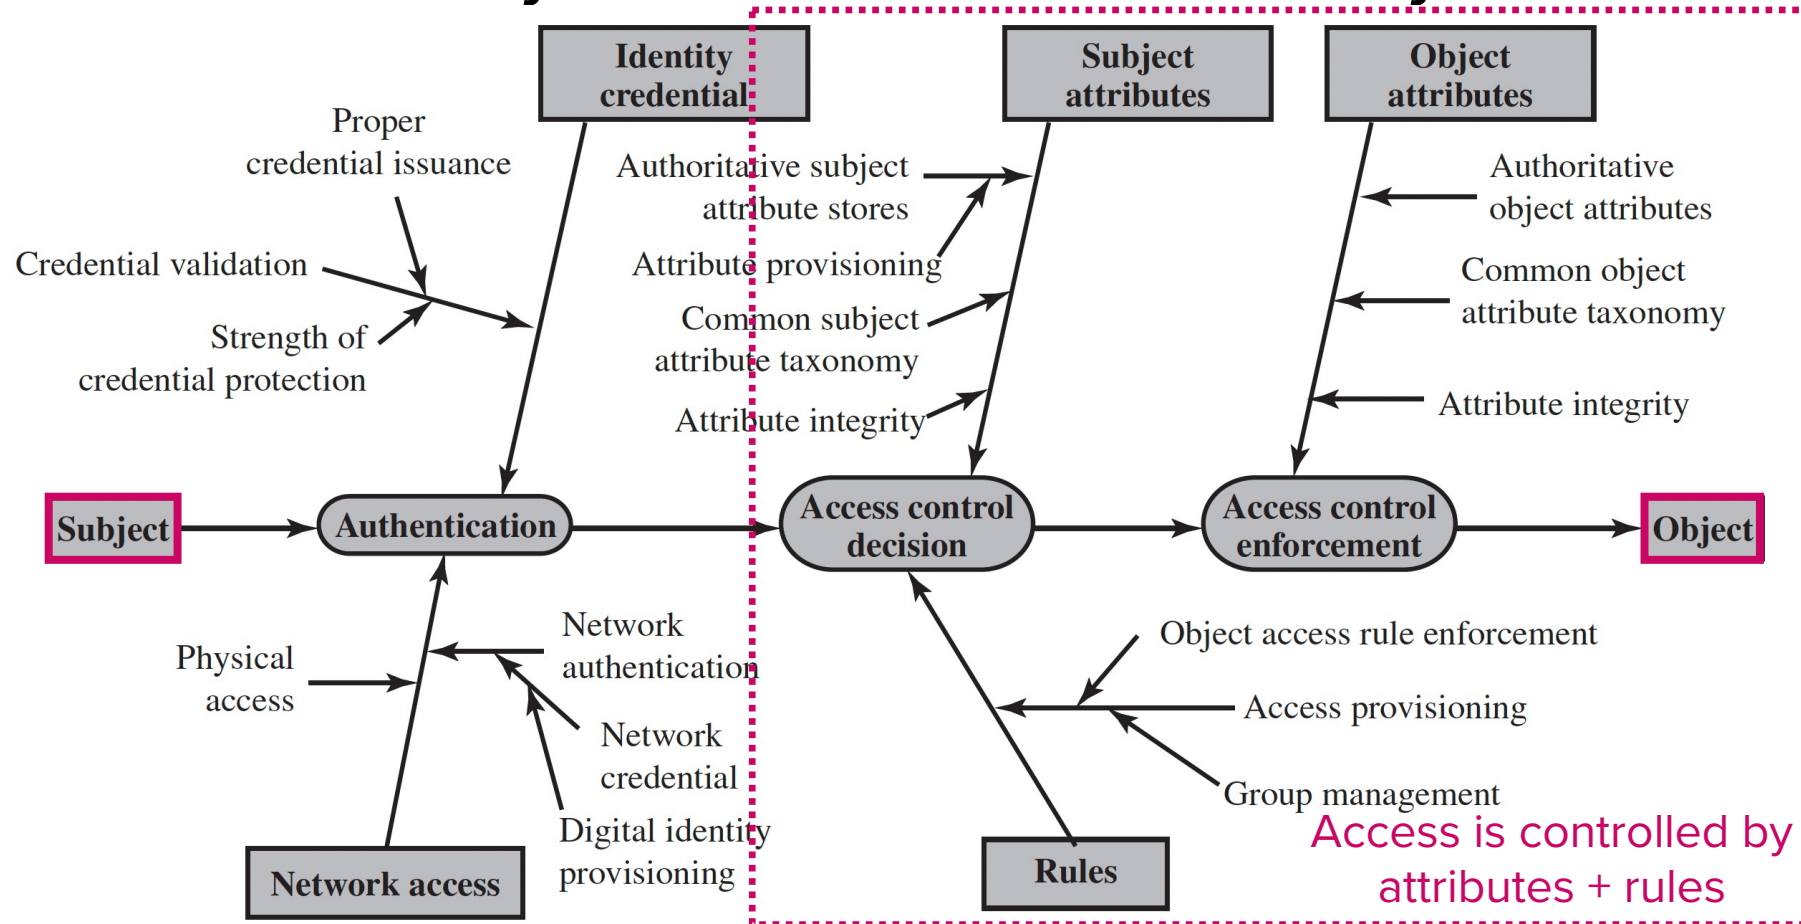 Identity
credential
Subject
attributes
Object
attributes
Proper
credential issuance
Credential validation
Strength of
credential protection
Authoritative subject
attribute stores
Attribute provisioning
Common subject
attribute taxonomy
Attribute integrity
Authoritative
object attributes
Common object
attribute taxonomy
Attribute integrity
Subject
Authentication
Access control
decision
Access control
enforcement
Object
Physical
access
Network
authentication
Network
credential
Digital identity
provisioning
Network access
Object access rule enforcement
Access provisioning
Group management
Rules
Access is controlled by
attributes + rules